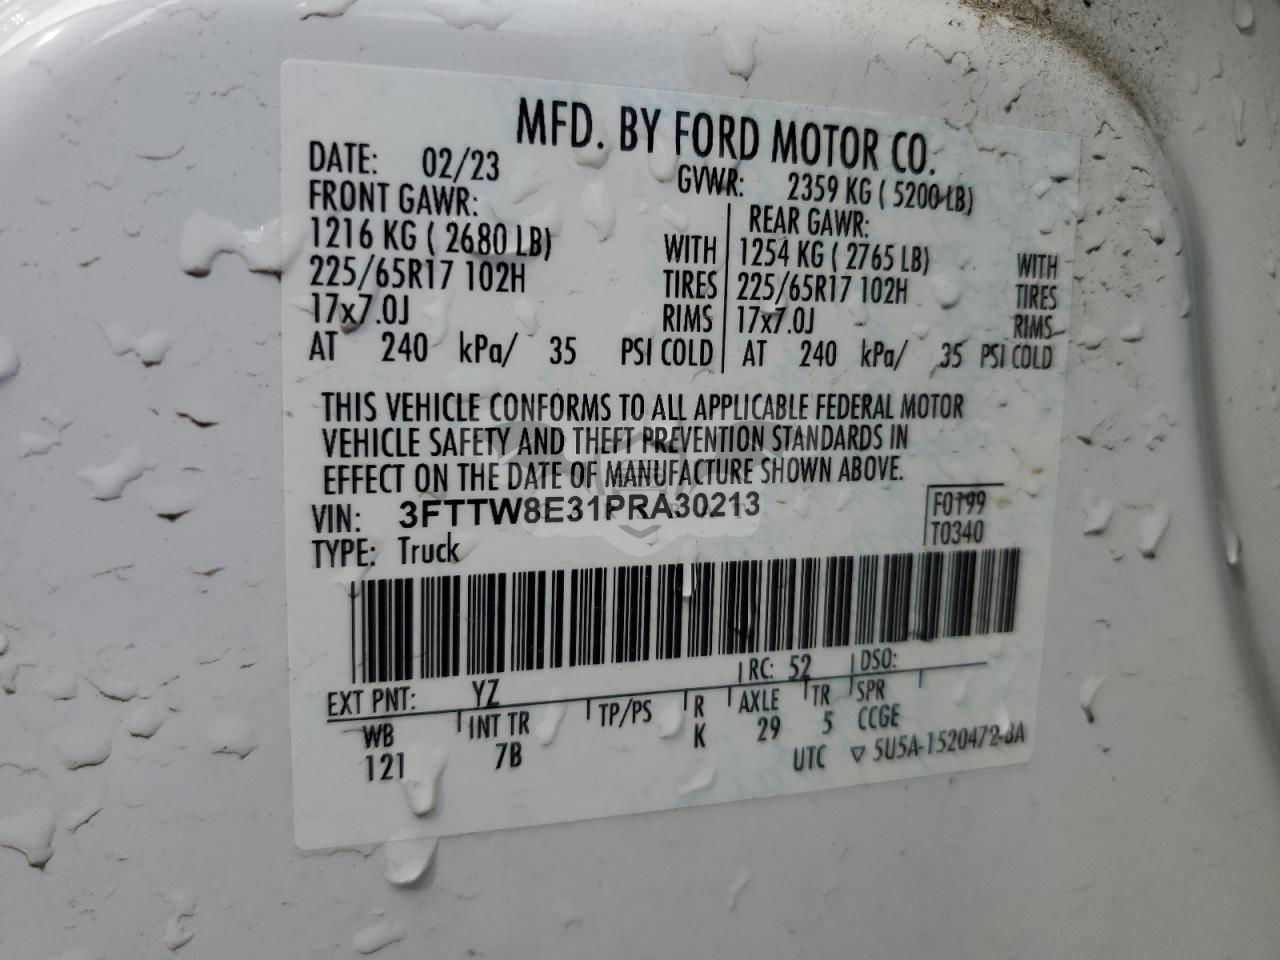 MFD. BY FORD MOTOR CO.
DATE: 02/23 GVWR: 2359 KG ( 5200 LB)
FRONT GAWR: REAR GAWR:
1216 KG ( 2680 LB) WITH 1254 KG ( 2765 LB) WITH
225/65R17 102H TIRES 225/65R17 102H TIRES
17x7.0J RIMS 17x7.0J RIMS
AT 240 kPa/ 35 PSI COLD AT 240 kPa/ 35 PSI COLD
THIS VEHICLE CONFORMS TO ALL APPLICABLE FEDERAL MOTOR
VEHICLE SAFETY AND THEFT PREVENTION STANDARDS IN
EFFECT ON THE DATE OF MANUFACTURE SHOWN ABOVE.
VIN: 3FTTW8E31PRA30213 F0199
TYPE: Truck T0340
EXT PNT: YZ RC: 52 DSO:
WB INT TR TP/PS R AXLE TR SPR
121 7B K 29 5 CCGE
UTC ▽ 5U5A-1520472-BA